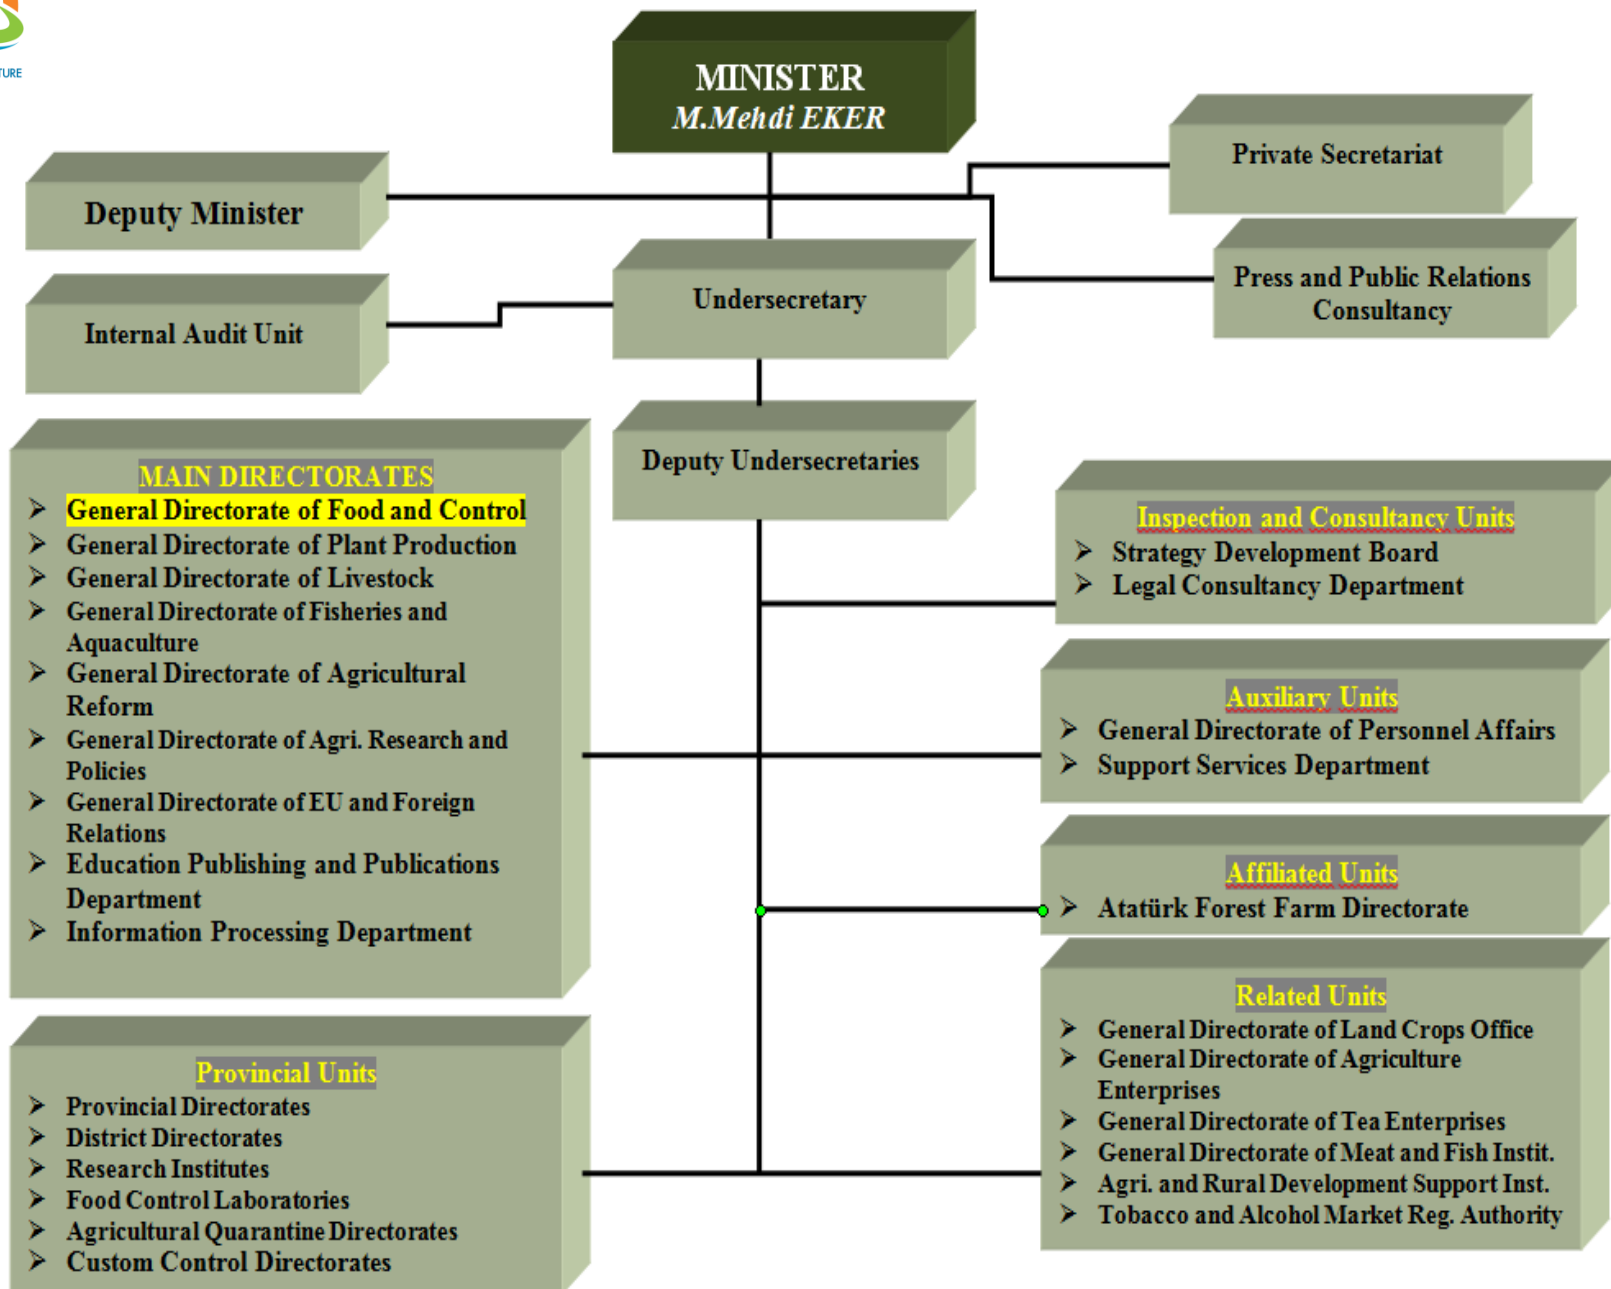 TURE
MINISTER
M.Mehdi EKER
Private Secretariat
Deputy Minister
Press and Public Relations
Consultancy
Undersecretary
Internal Audit Unit
Deputy Undersecretaries
MAIN DIRECTORATES
➢ General Directorate of Food and Control
➢ General Directorate of Plant Production
➢ General Directorate of Livestock
➢ General Directorate of Fisheries and
Aquaculture
➢ General Directorate of Agricultural
Reform
➢ General Directorate of Agri. Research and
Policies
➢ General Directorate of EU and Foreign
Relations
➢ Education Publishing and Publications
Department
➢ Information Processing Department
Inspection and Consultancy Units
➢ Strategy Development Board
➢ Legal Consultancy Department
Auxiliary Units
➢ General Directorate of Personnel Affairs
➢ Support Services Department
Affiliated Units
➢ Atatürk Forest Farm Directorate
Provincial Units
➢ Provincial Directorates
➢ District Directorates
➢ Research Institutes
➢ Food Control Laboratories
➢ Agricultural Quarantine Directorates
➢ Custom Control Directorates
Related Units
➢ General Directorate of Land Crops Office
➢ General Directorate of Agriculture
Enterprises
➢ General Directorate of Tea Enterprises
➢ General Directorate of Meat and Fish Instit.
➢ Agri. and Rural Development Support Inst.
➢ Tobacco and Alcohol Market Reg. Authority